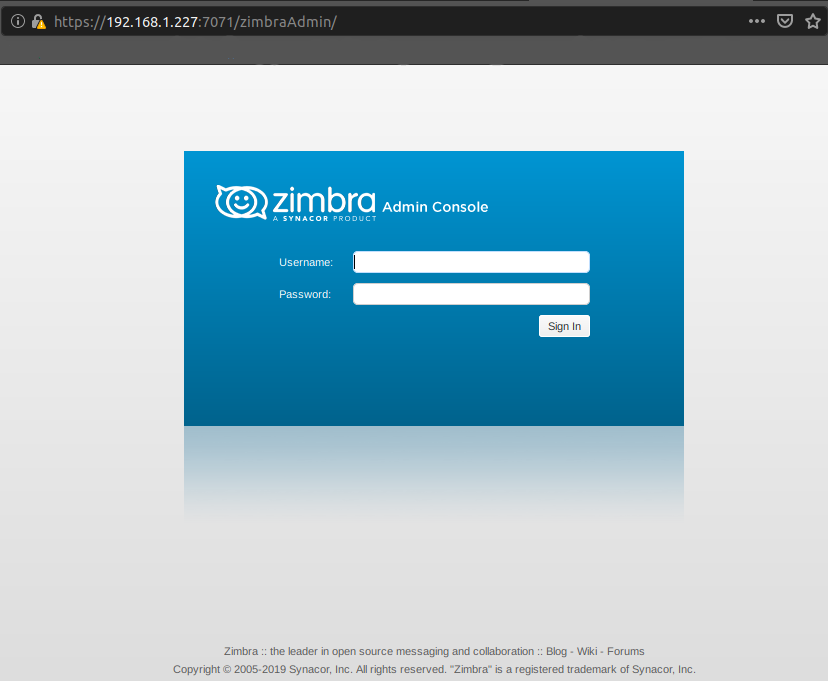 https://192.168.1.227:7071/zimbraAdmin/
zimbra Admin Console
A SYNACOR PRODUCT
Username:
Password:
Sign In
Zimbra :: the leader in open source messaging and collaboration :: Blog - Wiki - Forums
Copyright © 2005-2019 Synacor, Inc. All rights reserved. "Zimbra" is a registered trademark of Synacor, Inc.